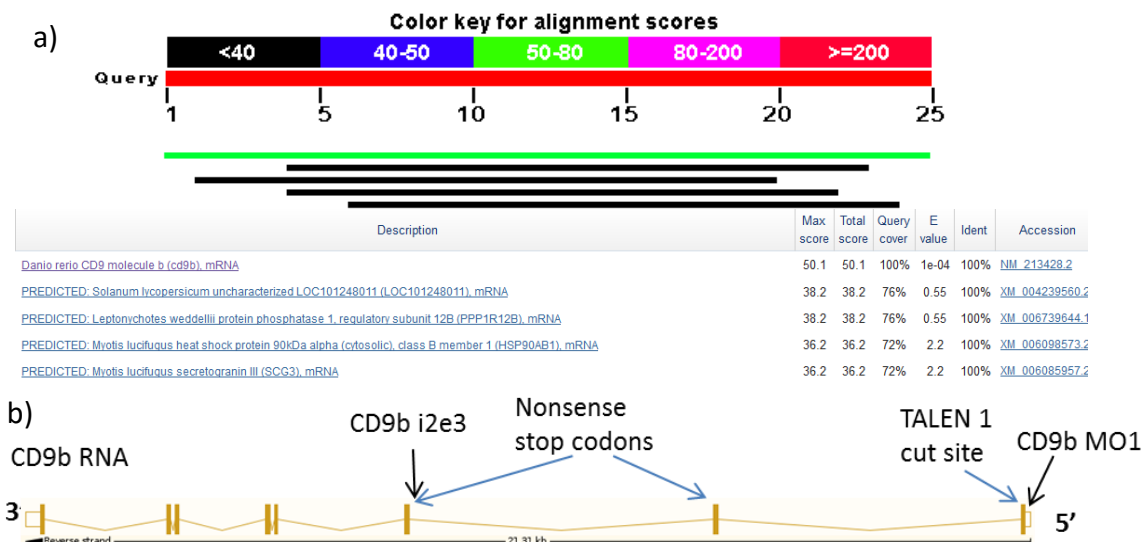 a)
Color key for alignment scores
<40 40-50 50-80 80-200 >=200
Query
1 5 10 15 20 25
Description Max score Total score Query cover E value Ident Accession
Danio rerio CD9 molecule b (cd9b), mRNA 50.1 50.1 100% 1e-04 100% NM_213428.2
PREDICTED: Solanum lycopersicum uncharacterized LOC101248011 (LOC101248011), mRNA 38.2 38.2 76% 0.55 100% XM_004239560.2
PREDICTED: Leptonychotes weddellii protein phosphatase 1, regulatory subunit 12B (PPP1R12B), mRNA 38.2 38.2 76% 0.55 100% XM_006739644.1
PREDICTED: Myotis lucifugus heat shock protein 90kDa alpha (cytosolic), class B member 1 (HSP90AB1), mRNA 36.2 36.2 72% 2.2 100% XM_006098573.2
PREDICTED: Myotis lucifugus secretogranin III (SCG3), mRNA 36.2 36.2 72% 2.2 100% XM_006085957.2
b)
CD9b RNA
CD9b i2e3
Nonsense
stop codons
TALEN 1
cut site
CD9b MO1
3'
5'
Reverse strand 21.31 kb